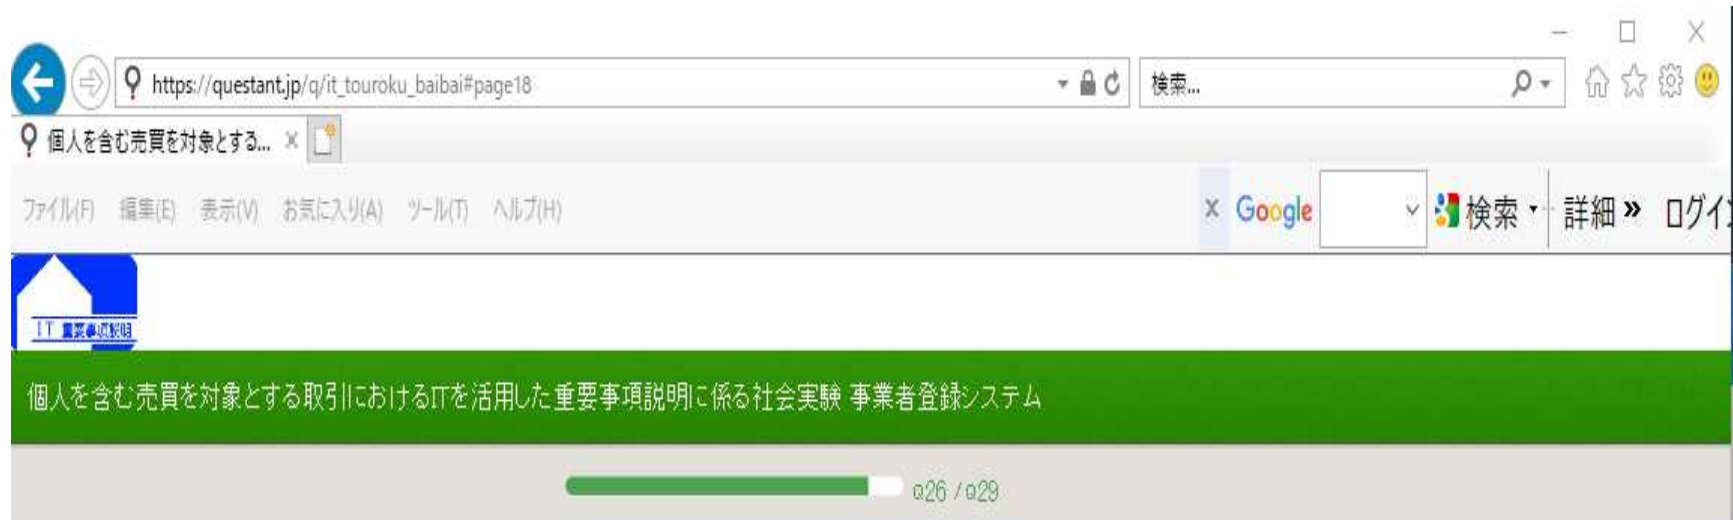 https://questant.jp/q/it_touroku_baibai#page18
検索...
個人を含む売買を対象とする...
ファイル(F) 編集(E) 表示(V) お気に入り(A) ツール(T) ヘルプ(H)
× Google 検索 詳細 » ログイン
IT 重要事項説明
個人を含む売買を対象とする取引におけるITを活用した重要事項説明に係る社会実験 事業者登録システム
Q26 / Q29